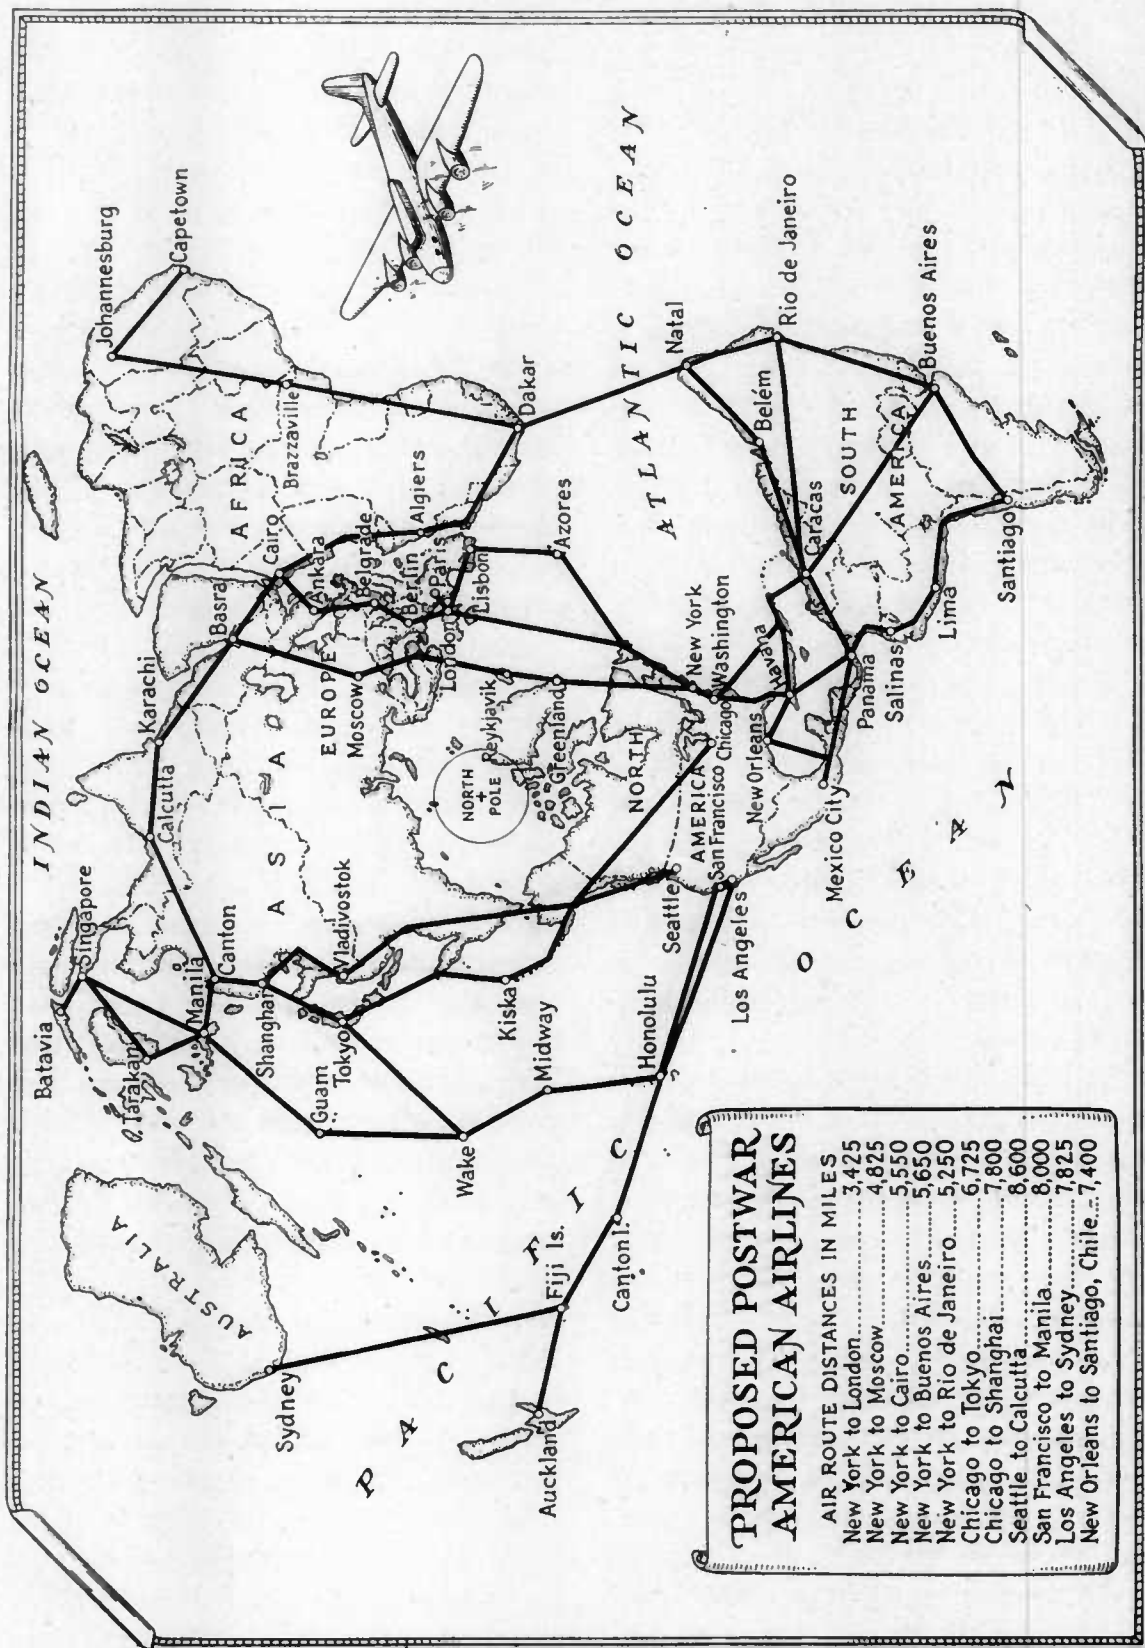 PROPOSED POSTWAR
AMERICAN AIRLINES
AIR ROUTE DISTANCES IN MILES
New York to London 3,425
New York to Moscow 4,825
New York to Cairo 5,550
New York to Buenos Aires 5,650
New York to Rio de Janeiro 5,250
Chicago to Tokyo 6,725
Chicago to Shanghai 7,800
Seattle to Calcutta 8,600
San Francisco to Manila 8,000
Los Angeles to Sydney 7,825
New Orleans to Santiago, Chile 7,400
INDIAN OCEAN
ATLANTIC OCEAN
PACIFIC
OCEAN
AUSTRALIA
ASIA
EUROPE
AFRICA
NORTH
AMERICA
SOUTH
AMERICA
NORTH
+
POLE
Batavia
Singapore
Tarakan
Manila
Canton
Shanghai
Vladivostok
Tokyo
Guam
Wake
Midway
Kiska
Honolulu
Canton I.
Fiji Is.
Auckland
Sydney
Calcutta
Karachi
Basra
Cairo
Ankara
Belgrade
Berlin
Paris
London
Lisbon
Moscow
Reykjavik
Greenland
Algiers
Azores
Dakar
Brazzaville
Johannesburg
Capetown
Natal
Rio de Janeiro
Belém
Buenos Aires
Caracas
Santiago
Lima
Salinas
Panama
Havana
Mexico City
New Orleans
Washington
New York
Chicago
San Francisco
Seattle
Los Angeles